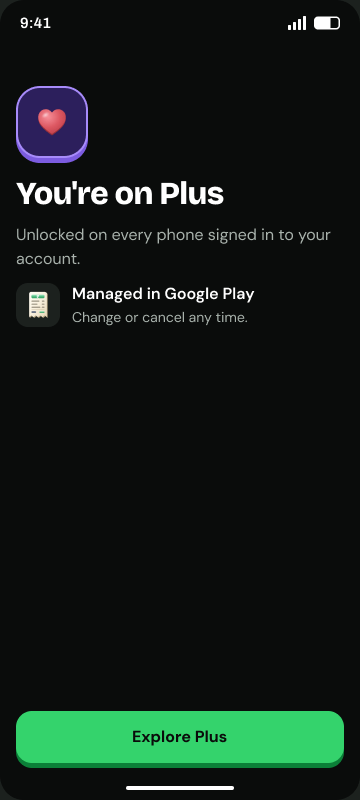 9:41
You're on Plus
Unlocked on every phone signed in to your
account.
Managed in Google Play
Change or cancel any time.
Explore Plus